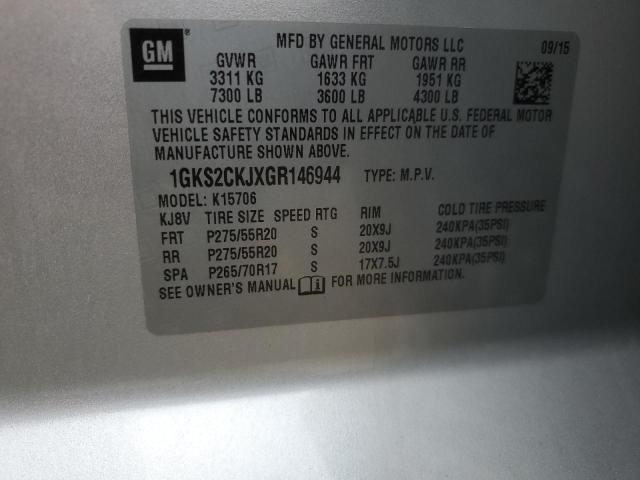 GM
MFD BY GENERAL MOTORS LLC 09/15
GVWR GAWR FRT GAWR RR
3311 KG 1633 KG 1951 KG
7300 LB 3600 LB 4300 LB
THIS VEHICLE CONFORMS TO ALL APPLICABLE U.S. FEDERAL MOTOR
VEHICLE SAFETY STANDARDS IN EFFECT ON THE DATE OF
MANUFACTURE SHOWN ABOVE.
1GKS2CKJXGR146944 TYPE: M.P.V.
MODEL: K15706
KJ8V TIRE SIZE SPEED RTG RIM COLD TIRE PRESSURE
FRT P275/55R20 S 20X9J 240KPA(35PSI)
RR P275/55R20 S 20X9J 240KPA(35PSI)
SPA P265/70R17 S 17X7.5J 240KPA(35PSI)
SEE OWNER'S MANUAL FOR MORE INFORMATION.